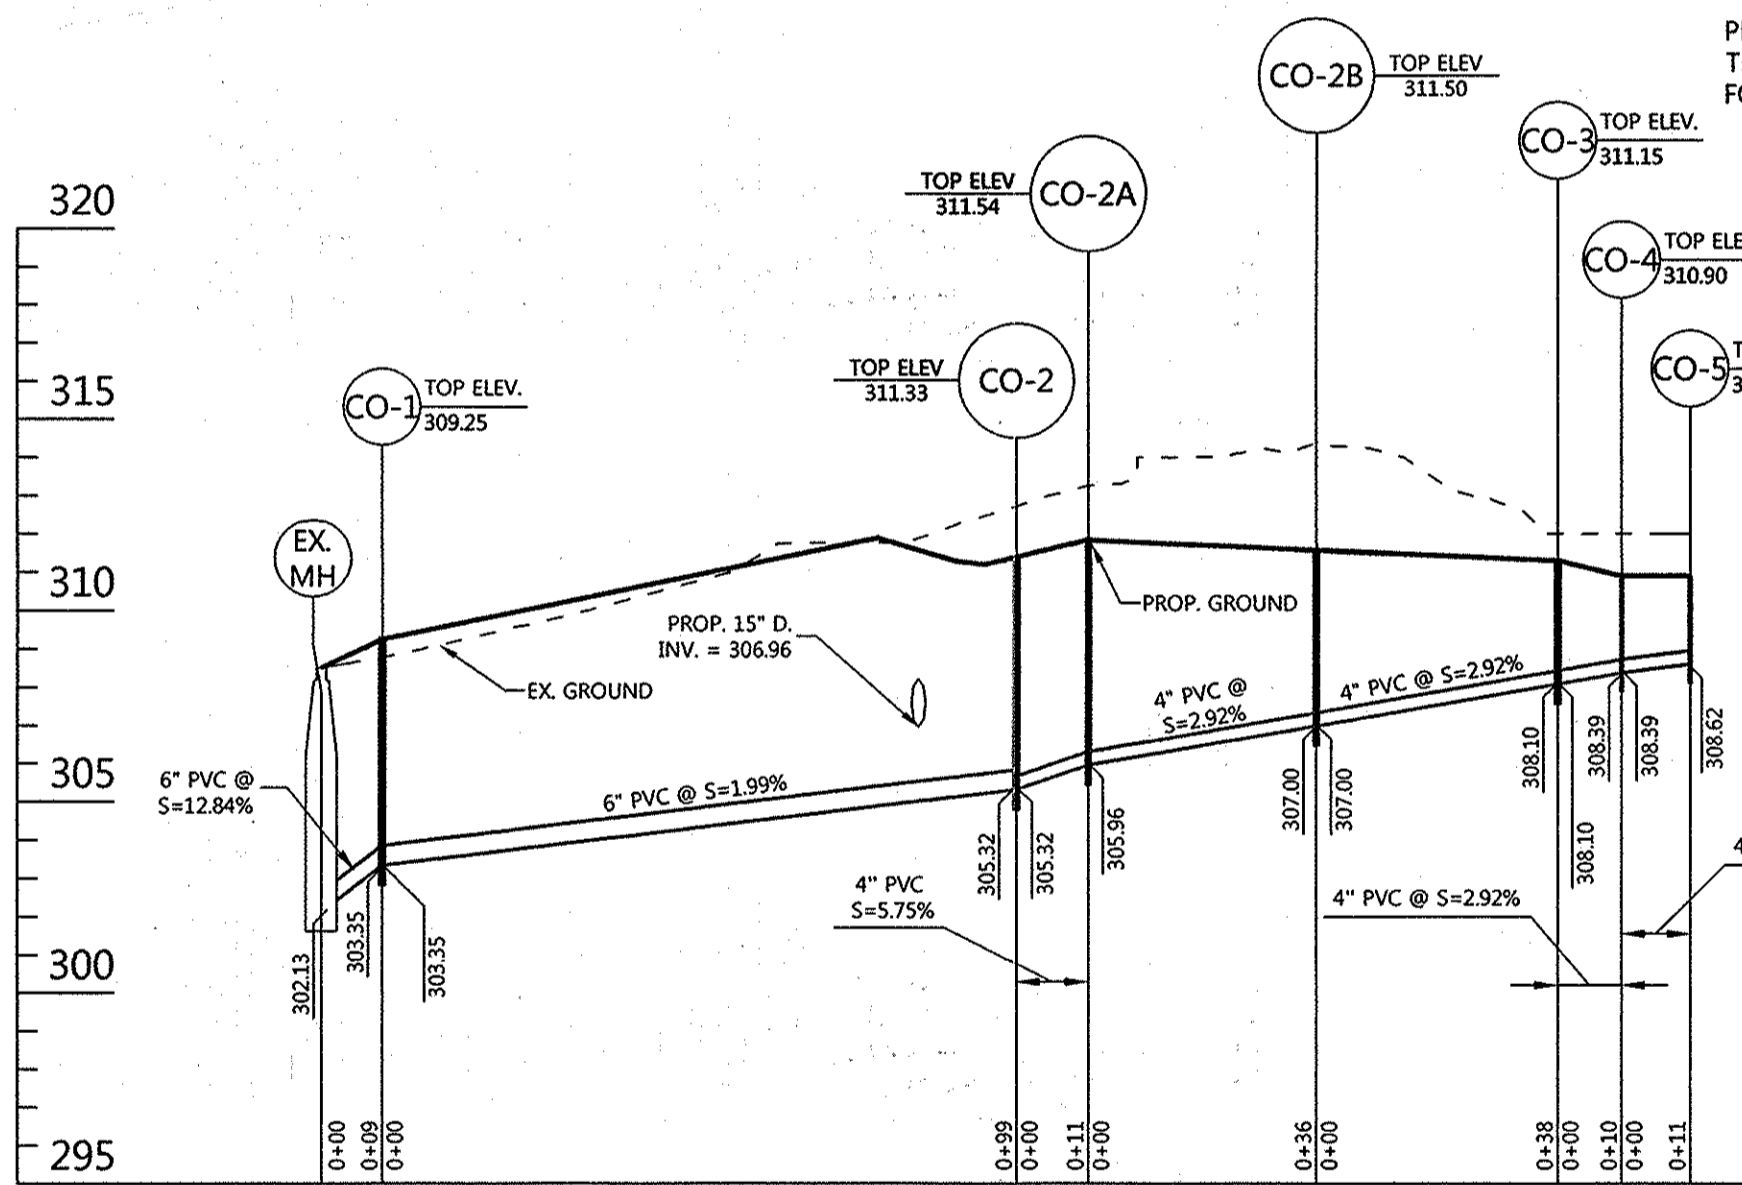 CO-2B
TOP ELEV
311.50
CO-3
TOP ELEV.
311.15
TOP ELEV
311.54
CO-2A
CO-4
310.90
TOP
320
CO-5
TOP ELEV
311.33
CO-2
315
CO-1
TOP ELEV.
309.25
EX.
MH
310
PROP. GROUND
PROP. 15" D.
INV. = 306.96
EX. GROUND
4" PVC @
S=2.92%
4" PVC @ S=2.92%
305
6" PVC @
S=12.84%
6" PVC @ S=1.99%
302.13
303.35
303.35
305.32
305.32
305.96
307.00
307.00
308.10
308.10
308.39
308.39
308.62
4" PVC
S=5.75%
4" PVC @ S=2.92%
300
295
0+00
0+09
0+00
0+99
0+00
0+11
0+00
0+36
0+00
0+38
0+00
0+10
0+00
0+11